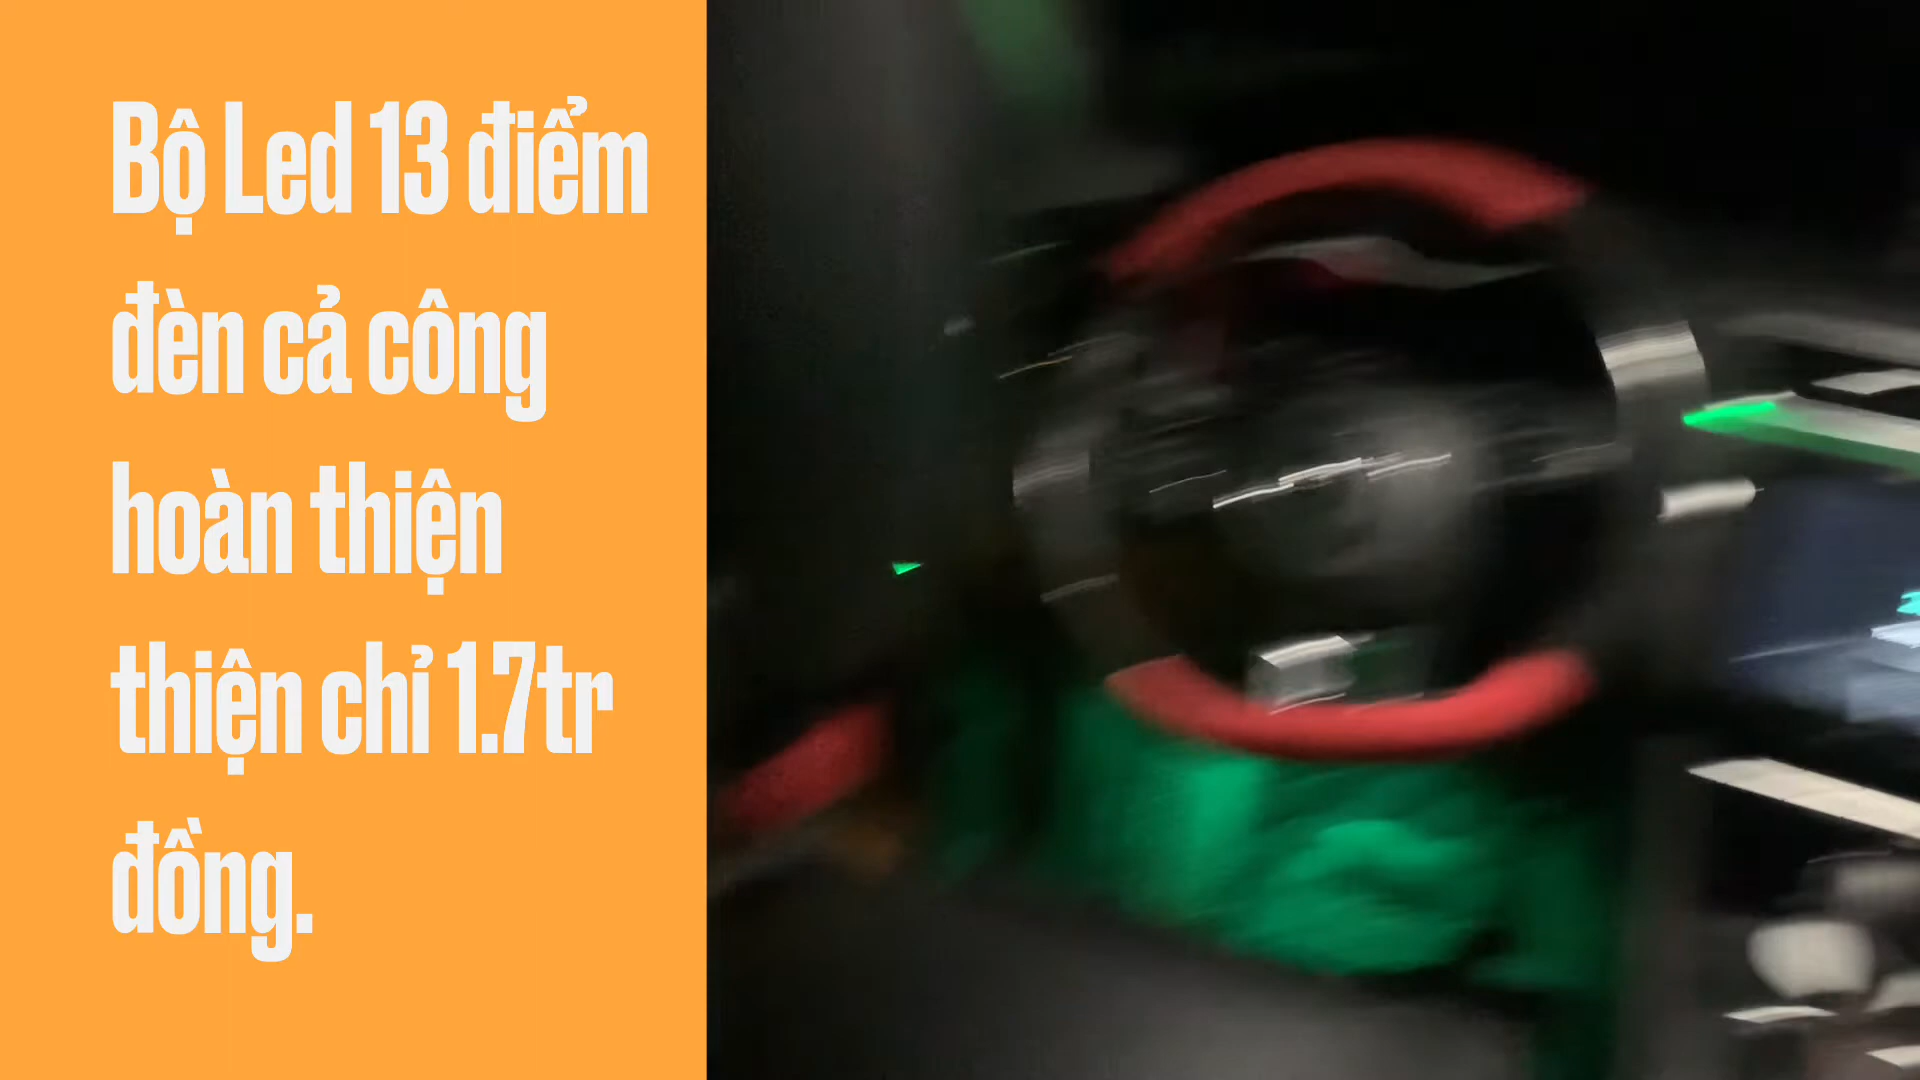 Bộ Led 13 điểm
đèn cả công
hoàn thiện
thiện chỉ 1.7tr
đồng.